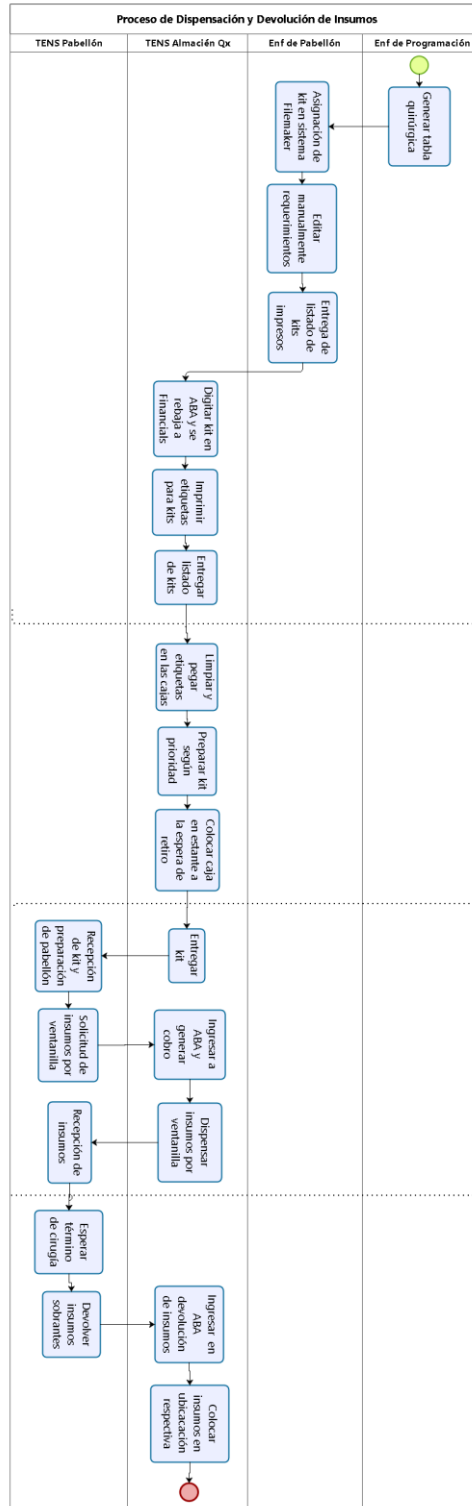 Proceso de Dispensación y Devolución de Insumos
TENS Pabellón
TENS Almacién Qx
Enf de Pabellón
Enf de Programación
Generar tabla
quirúrgica
Asignación de
kit en sistema
Filemaker
Editar
manualmente
requerimientos
Entrega de
listado de
kits
impresos
Digitar kit en
ABA y se
rebaja a
Financials
Imprimir
etiquetas
para kits
Entregar
listado
de kits
Limpiar y
pegar
etiquetas
en las cajas
Preparar kit
según
prioridad
Colocar caja
en estante a
la espera de
retiro
Entregar
kit
Recepción
de kit y
preparación
de pabellón
Solicitud de
insumos por
ventanilla
Ingresar a
ABA y
generar
cobro
Dispensar
insumos por
ventanilla
Recepción de
insumos
Esperar
término
de cirugía
Devolver
insumos
sobrantes
Ingresar en
ABA
devolución
de insumos
Colocar
insumos en
ubicacación
respectiva